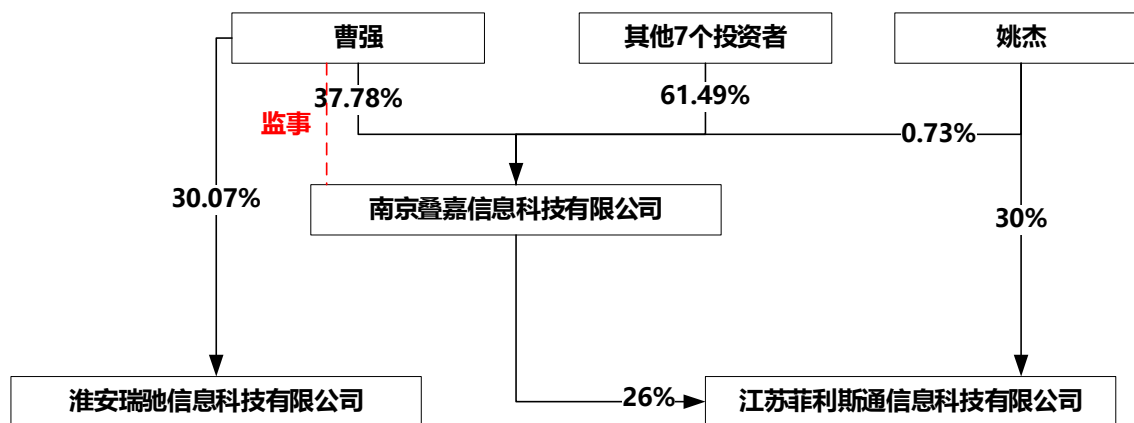 曹强
其他7个投资者
姚杰
37.78%
61.49%
监事
0.73%
30.07%
南京叠嘉信息科技有限公司
30%
淮安瑞驰信息科技有限公司
26%
江苏菲利斯通信息科技有限公司